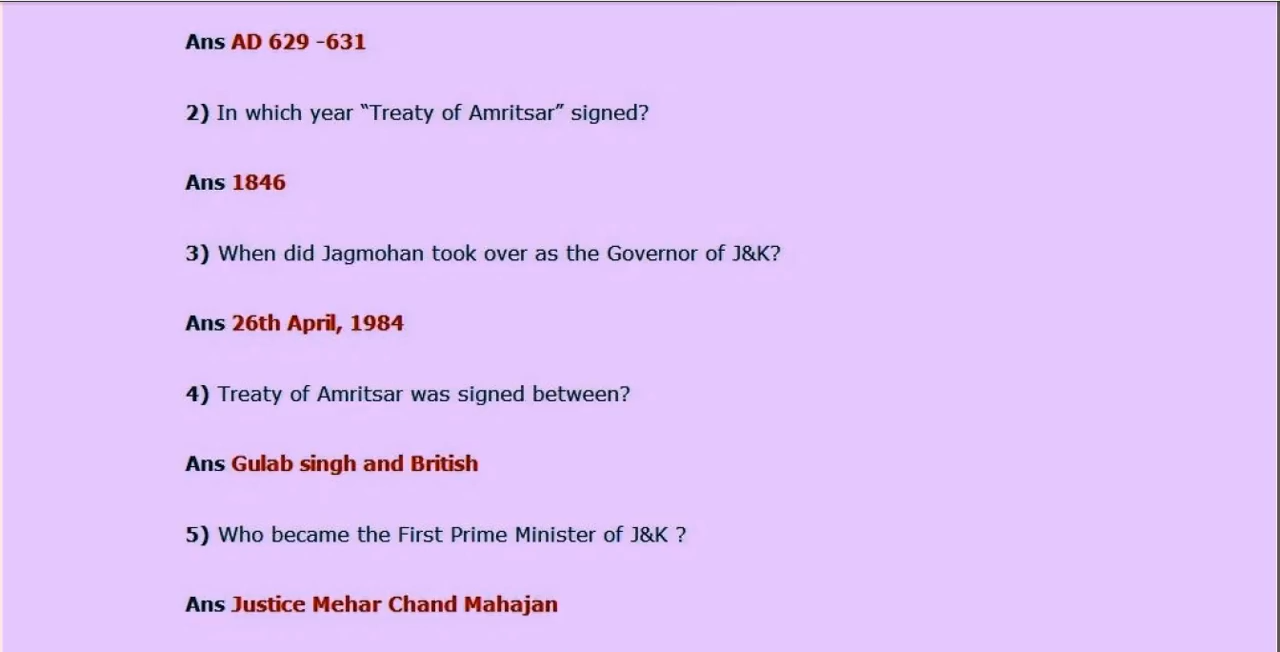 Ans AD 629 -631
2) In which year “Treaty of Amritsar” signed?
Ans 1846
3) When did Jagmohan took over as the Governor of J&K?
Ans 26th April, 1984
4) Treaty of Amritsar was signed between?
Ans Gulab singh and British
5) Who became the First Prime Minister of J&K ?
Ans Justice Mehar Chand Mahajan